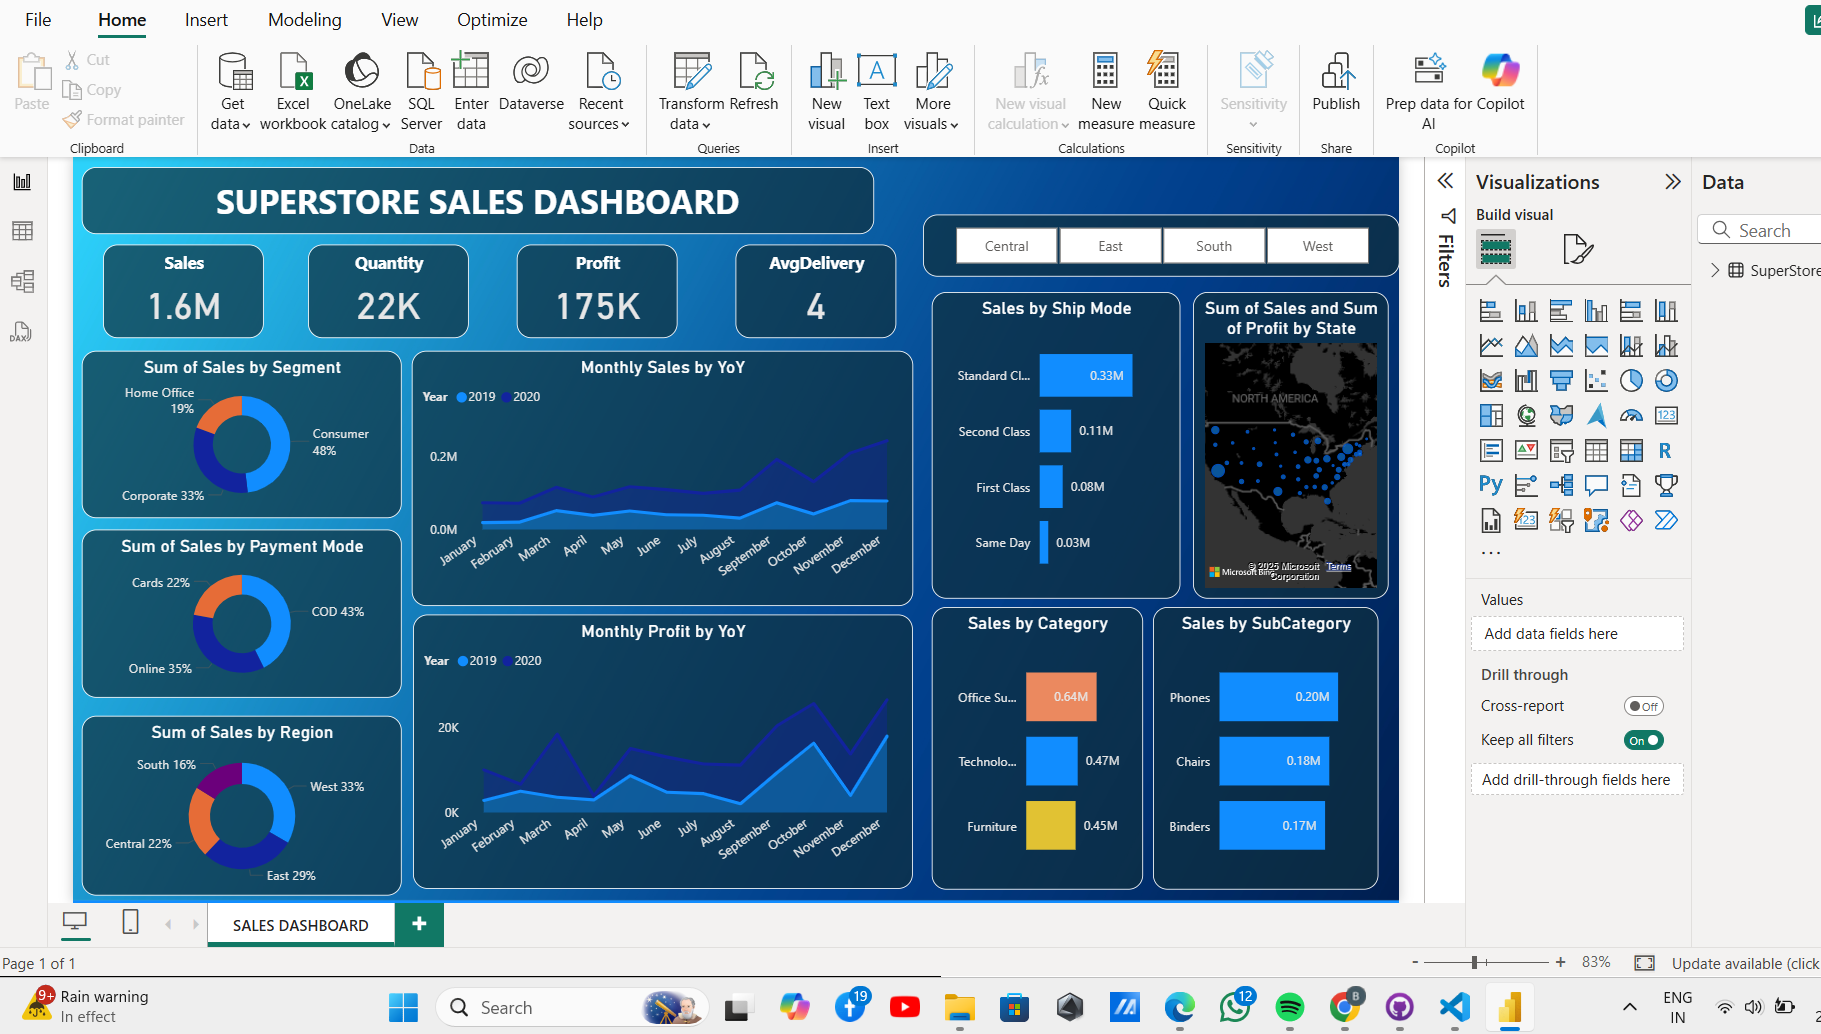 File Home Insert Modeling View Optimize Help
Paste
Cut
Copy
Format painter
Clipboard
Get data
Excel workbook
OneLake catalog
SQL Server
Enter data
Dataverse
Recent sources
Data
Transform data
Refresh
Queries
New visual
Text box
More visuals
Insert
New visual calculation
New measure
Quick measure
Calculations
Sensitivity
Sensitivity
Publish
Share
Prep data for AI
Copilot
Copilot
SUPERSTORE SALES DASHBOARD
Central East South West
Sales
1.6M
Quantity
22K
Profit
175K
AvgDelivery
4
Sum of Sales by Segment
Home Office
19%
Consumer
48%
Corporate 33%
Sum of Sales by Payment Mode
Cards 22%
COD 43%
Online 35%
Sum of Sales by Region
South 16%
West 33%
Central 22%
East 29%
Monthly Sales by YoY
Year 2019 2020
0.2M
0.0M
January February March April May June July August September October November December
Monthly Profit by YoY
Year 2019 2020
20K
0K
January February March April May June July August September October November December
Sales by Ship Mode
Standard Cl... 0.33M
Second Class 0.11M
First Class 0.08M
Same Day 0.03M
Sum of Sales and Sum
of Profit by State
NORTH AMERICA
Microsoft Bing
© 2025 Microsoft Corporation Terms
Sales by Category
Office Su... 0.64M
Technolo... 0.47M
Furniture 0.45M
Sales by SubCategory
Phones 0.20M
Chairs 0.18M
Binders 0.17M
Filters
Visualizations
Build visual
123
R
Py
123
...
Values
Add data fields here
Drill through
Cross-report Off
Keep all filters On
Add drill-through fields here
Data
Search
SuperStore
DAX
SALES DASHBOARD +
Page 1 of 1
- + 83%
Update available (click
9+
Rain warning
In effect
Search
19
12
B
ENG
IN